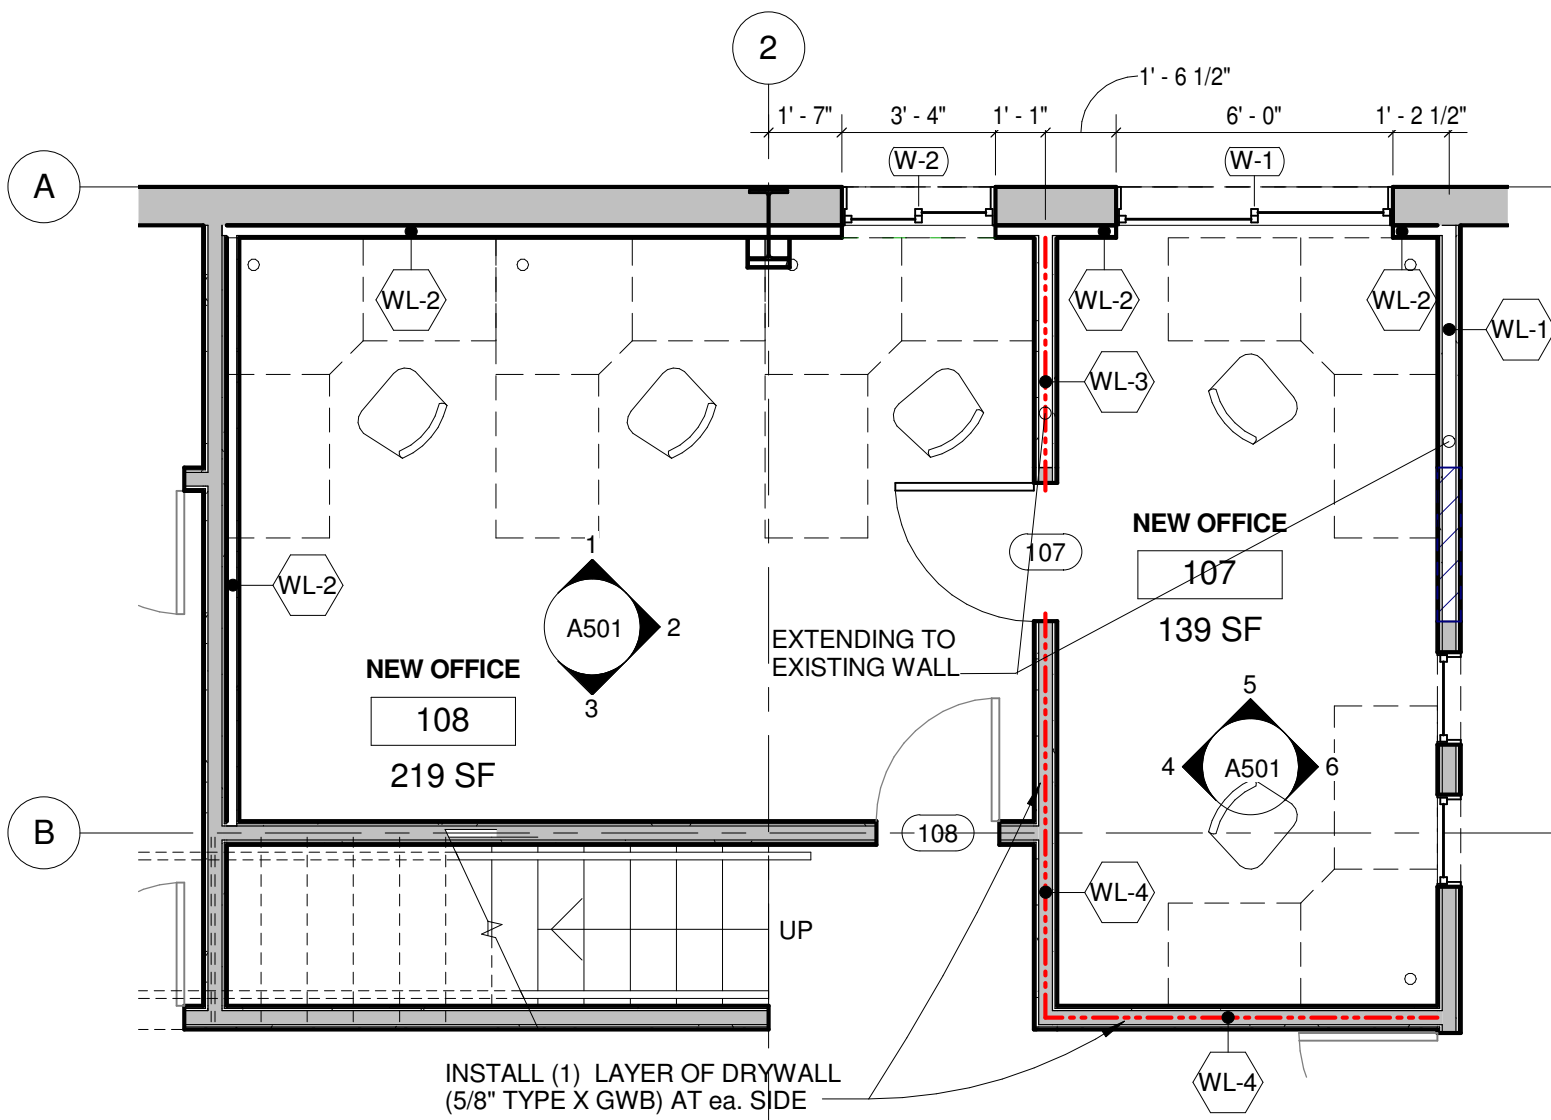 2
1' - 6 1/2"
1' - 7"
3' - 4"
1' - 1"
6' - 0"
1' - 2 1/2"
W-2
W-1
A
WL-2
WL-2
WL-2
WL-1
WL-3
NEW OFFICE
107
107
139 SF
1
WL-2
A501
2
3
EXTENDING TO
EXISTING WALL
NEW OFFICE
108
219 SF
5
4
A501
6
B
108
WL-4
UP
INSTALL (1) LAYER OF DRYWALL
(5/8" TYPE X GWB) AT ea. SIDE
WL-4